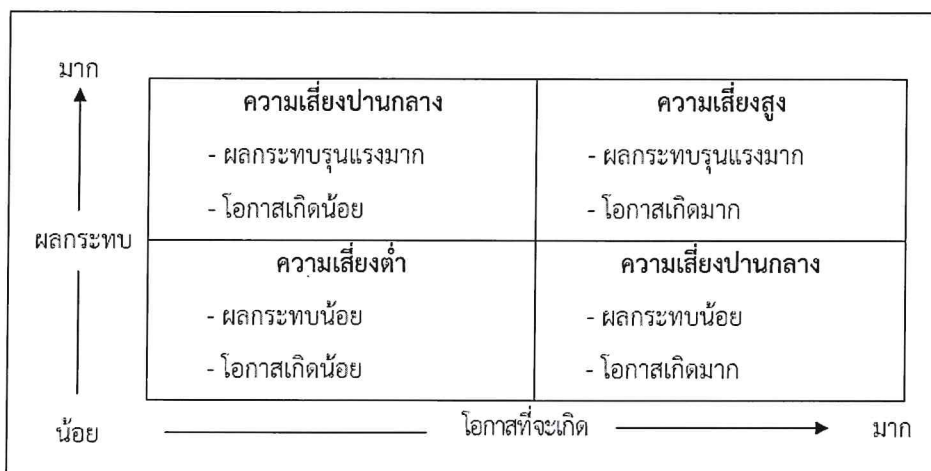 มาก
ความเสี่ยงปานกลาง ความเสี่ยงสูง
- ผลกระทบรุนแรงมาก - ผลกระทบรุนแรงมาก
- โอกาสเกิดน้อย - โอกาสเกิดมาก
ผลกระทบ
ความเสี่ยงต่ำ ความเสี่ยงปานกลาง
- ผลกระทบน้อย - ผลกระทบน้อย
- โอกาสเกิดน้อย - โอกาสเกิดมาก
น้อย โอกาสที่จะเกิด มาก